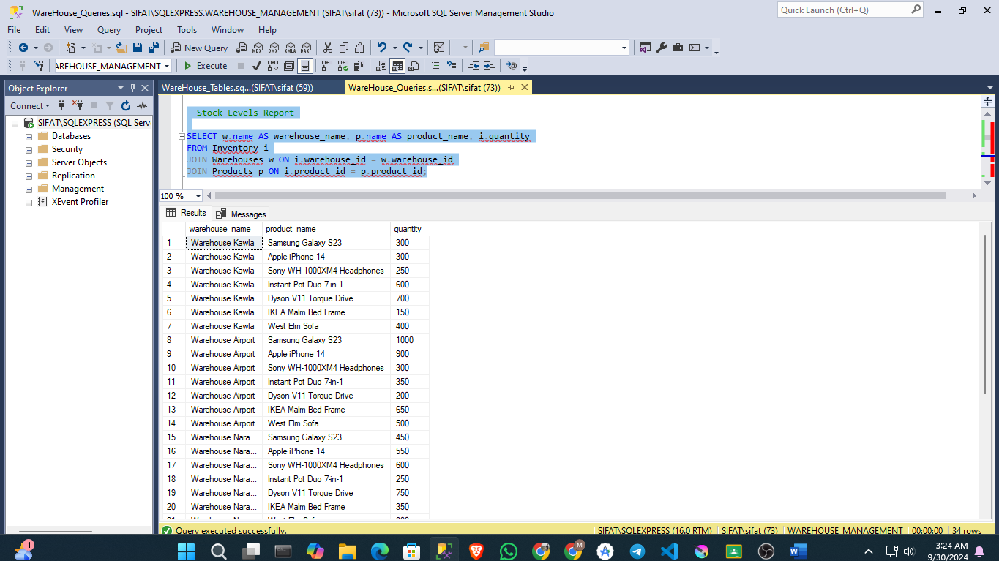 WareHouse_Queries.sql - SIFAT\SQLEXPRESS.WAREHOUSE_MANAGEMENT (SIFAT\sifat (73)) - Microsoft SQL Server Management Studio
Quick Launch (Ctrl+Q)
File Edit View Query Project Tools Window Help
New Query MDX DMX XMLA DAX
AREHOUSE_MANAGEMENT Execute
Object Explorer
WareHouse_Tables.sq...(SIFAT\sifat (59))
WareHouse_Queries.s...(SIFAT\sifat (73))
Connect
SIFAT\SQLEXPRESS (SQL Serve
Databases
Security
Server Objects
Replication
Management
XEvent Profiler
--Stock Levels Report
SELECT w.name AS warehouse_name, p.name AS product_name, i.quantity
FROM Inventory i
JOIN Warehouses w ON i.warehouse_id = w.warehouse_id
JOIN Products p ON i.product_id = p.product_id;
100 %
Results Messages
warehouse_name product_name quantity
1 Warehouse Kawla Samsung Galaxy S23 300
2 Warehouse Kawla Apple iPhone 14 300
3 Warehouse Kawla Sony WH-1000XM4 Headphones 250
4 Warehouse Kawla Instant Pot Duo 7-in-1 600
5 Warehouse Kawla Dyson V11 Torque Drive 700
6 Warehouse Kawla IKEA Malm Bed Frame 150
7 Warehouse Kawla West Elm Sofa 400
8 Warehouse Airport Samsung Galaxy S23 1000
9 Warehouse Airport Apple iPhone 14 900
10 Warehouse Airport Sony WH-1000XM4 Headphones 300
11 Warehouse Airport Instant Pot Duo 7-in-1 350
12 Warehouse Airport Dyson V11 Torque Drive 200
13 Warehouse Airport IKEA Malm Bed Frame 650
14 Warehouse Airport West Elm Sofa 500
15 Warehouse Nara... Samsung Galaxy S23 450
16 Warehouse Nara... Apple iPhone 14 550
17 Warehouse Nara... Sony WH-1000XM4 Headphones 600
18 Warehouse Nara... Instant Pot Duo 7-in-1 250
19 Warehouse Nara... Dyson V11 Torque Drive 750
20 Warehouse Nara... IKEA Malm Bed Frame 350
Query executed successfully.
SIFAT\SQLEXPRESS (16.0 RTM) SIFAT\sifat (73) WAREHOUSE_MANAGEMENT 00:00:00 34 rows
1
M
3:24 AM
9/30/2024